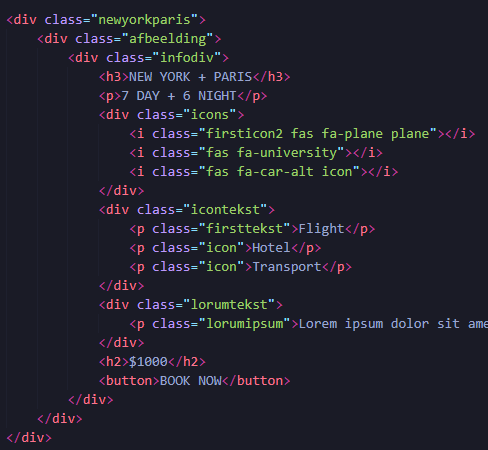 <div class="newyorkparis">
<div class="afbeelding">
<div class="infodiv">
<h3>NEW YORK + PARIS</h3>
<p>7 DAY + 6 NIGHT</p>
<div class="icons">
<i class="firsticon2 fas fa-plane plane"></i>
<i class="fas fa-university"></i>
<i class="fas fa-car-alt icon"></i>
</div>
<div class="icontekst">
<p class="firsttekst">Flight</p>
<p class="icon">Hotel</p>
<p class="icon">Transport</p>
</div>
<div class="lorumtekst">
<p class="lorumipsum">Lorem ipsum dolor sit ame
</div>
<h2>$1000</h2>
<button>BOOK NOW</button>
</div>
</div>
</div>